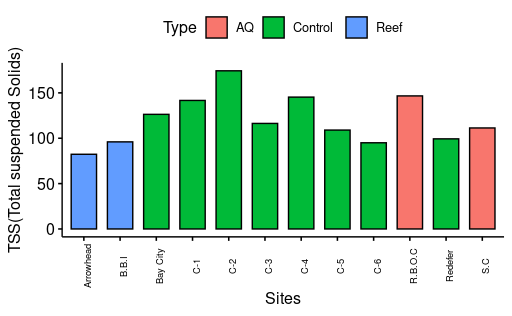 Type AQ Control Reef
TSS(Total suspended Solids)
150
100
50
0
Arrowhead B.B.I Bay City C-1 C-2 C-3 C-4 C-5 C-6 R.B.O.C Redefer S.C
Sites